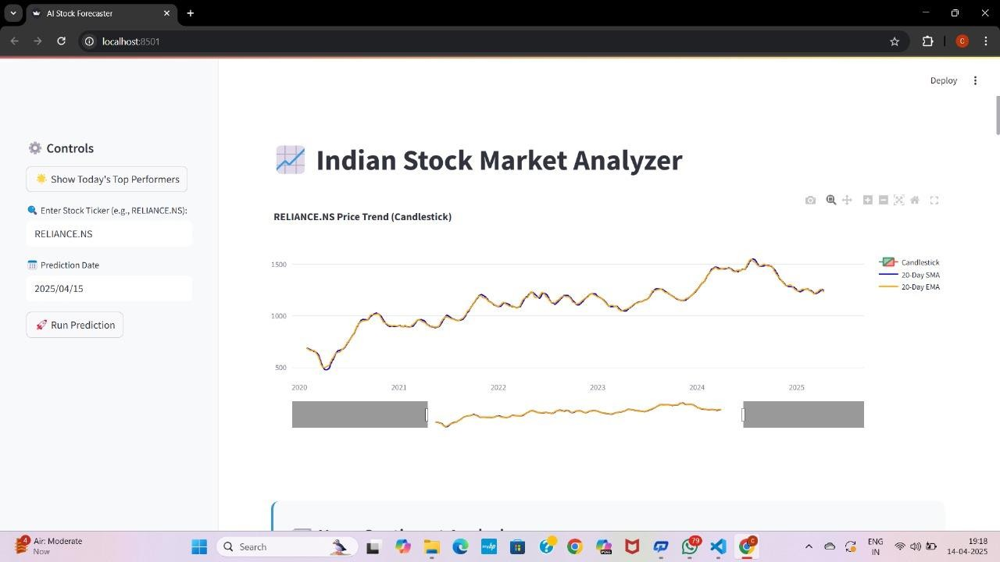 AI Stock Forecaster
localhost:8501
C
Deploy
Controls
Show Today's Top Performers
Enter Stock Ticker (e.g., RELIANCE.NS):
RELIANCE.NS
Prediction Date
2025/04/15
Run Prediction
Indian Stock Market Analyzer
RELIANCE.NS Price Trend (Candlestick)
1500
1000
500
2020 2021 2022 2023 2024 2025
Candlestick
20-Day SMA
20-Day EMA
4
Air: Moderate
Now
Search
79
C
ENG
IN
19:18
14-04-2025